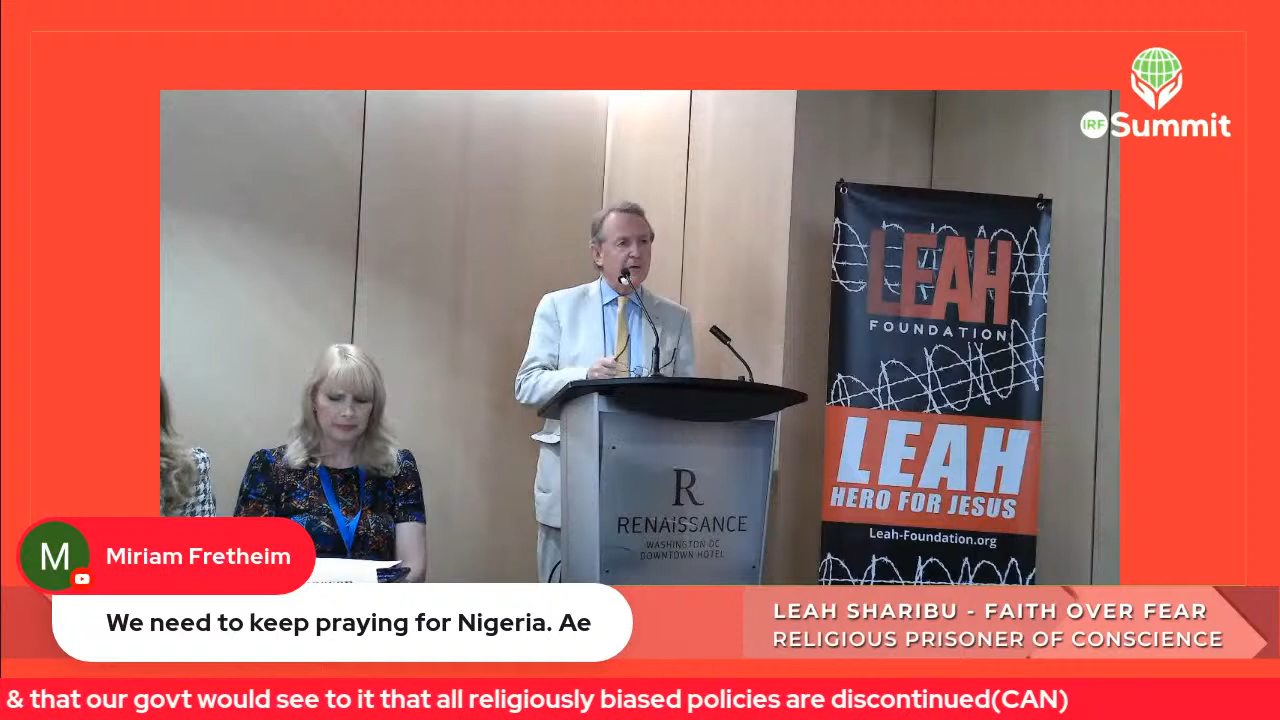 IRF Summit
LEAH
FOUNDATION
LEAH
HERO FOR JESUS
Leah-Foundation.org
R
RENAISSANCE
WASHINGTON DC
DOWNTOWN HOTEL
M
Miriam Fretheim
We need to keep praying for Nigeria. Ae
LEAH SHARIBU - FAITH OVER FEAR
RELIGIOUS PRISONER OF CONSCIENCE
& that our govt would see to it that all religiously biased policies are discontinued(CAN)